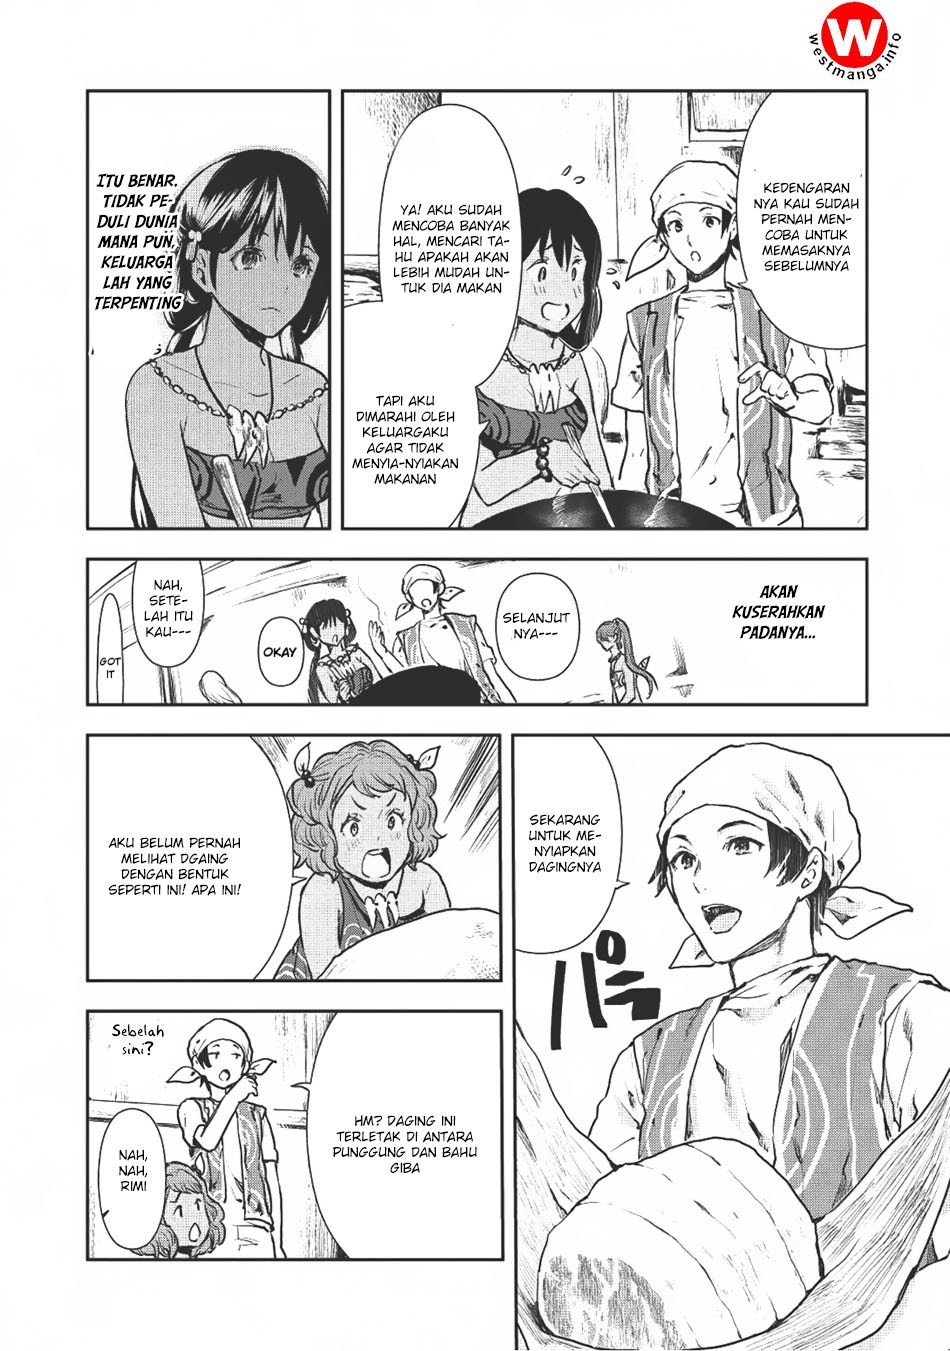 W
westmanga.info
KEDENGARAN
NYA KAU SUDAH
PERNAH MEN-
COBA UNTUK
MEMASAKNYA
SEBELUMNYA
YA! AKU SUDAH
MENCOBA BANYAK
HAL, MENCARI TA-
HU APAKAH AKAN
LEBIH MUDAH UN-
TUK DIA MAKAN
TAPI AKU
DIMARAHI OLEH
KELUARGAKU
AGAR TIDAK
MENYIA-NYIAKAN
MAKANAN
ITU BENAR.
TIDAK PE-
DULI DUNIA
MANA PUN,
KELUARGA
LAH YANG
TERPENTING
AKAN
KUSERAHKAN
PADANYA...
SELANJUT
NYA---
OKAY
NAH,
SETE-
LAH ITU
KAU---
GOT
IT
SEKARANG
UNTUK ME-
NYIAPKAN
DAGINGNYA
パラ
AKU BELUM PERNAH
MELIHAT DGAING
DENGAN BENTUK
SEPERTI INI! APA INI!
HM? DAGING INI
TERLETAK DI ANTARA
PUNGGUNG DAN BAHU
GIBA
Sebelah
sini?
NAH,
NAH,
RIMI